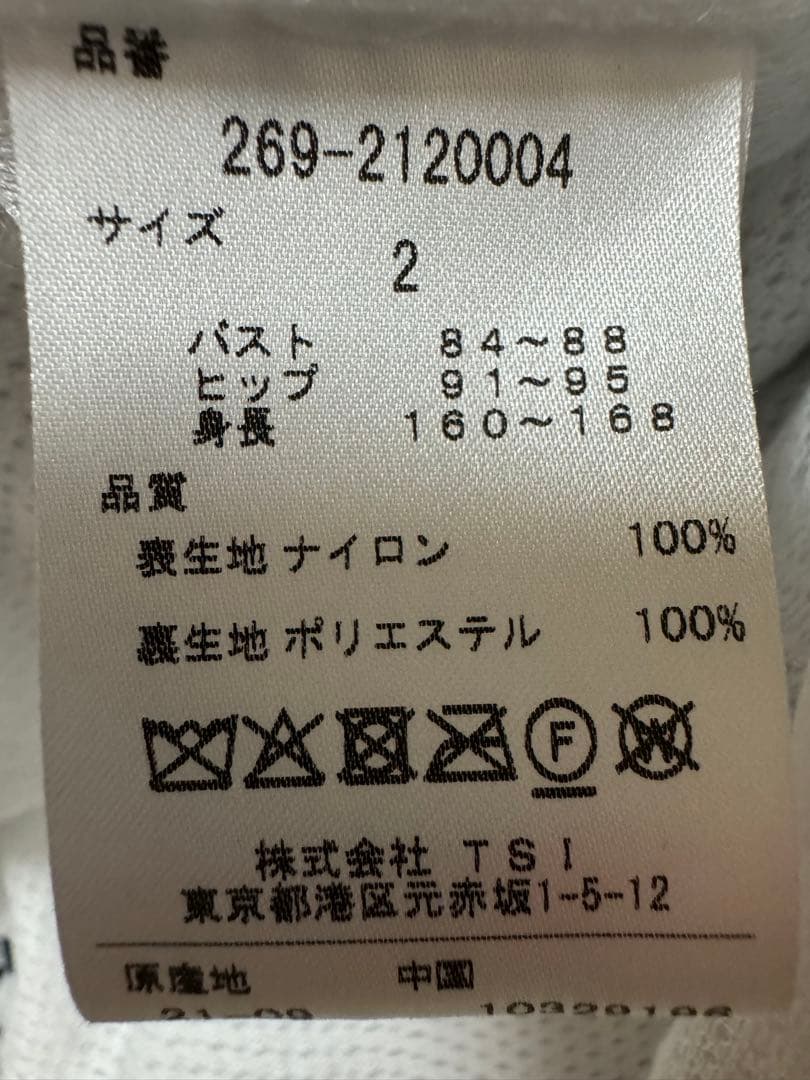 品番
269-2120004
サイズ
2
バスト 84~88
ヒップ 91~95
身長 160~168
品質
表生地 ナイロン 100%
裏生地 ポリエステル 100%
F W
株式会社 TSI
東京都港区元赤坂1-5-12
原産地 中国
21-09